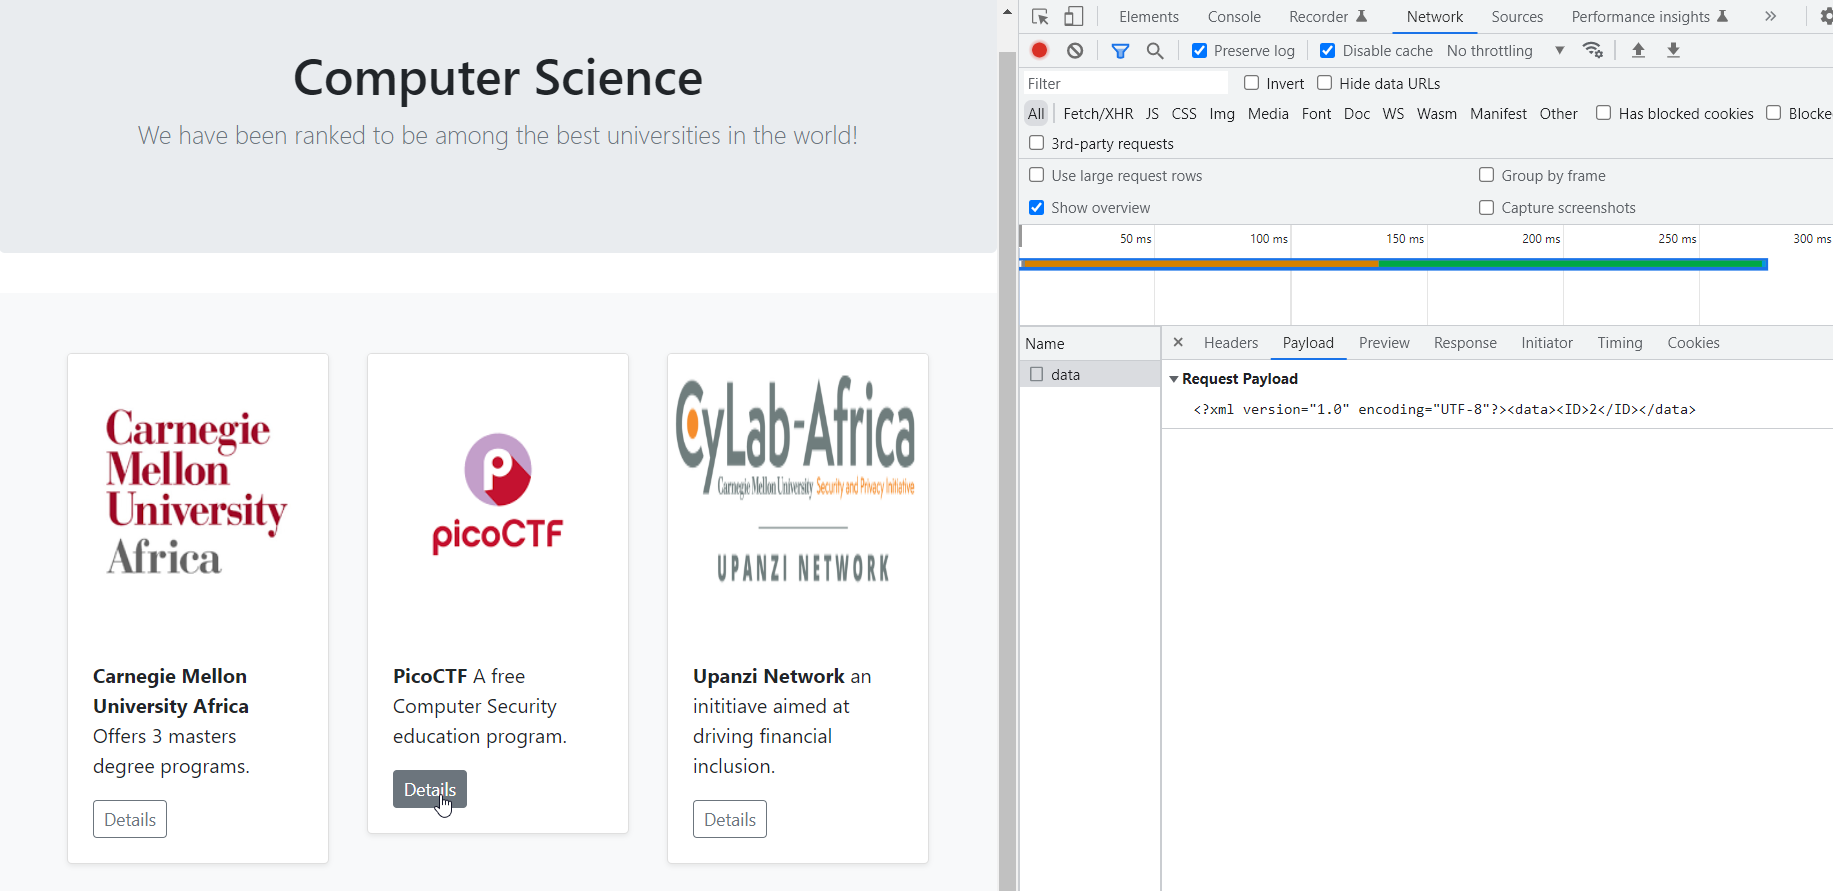 Computer Science
We have been ranked to be among the best universities in the world!
Carnegie
Mellon
University
Africa
Carnegie Mellon
University Africa
Offers 3 masters
degree programs.
Details
picoCTF
PicoCTF A free
Computer Security
education program.
Details
CyLab-Africa
Carnegie Mellon University Security and Privacy Initiative
UPANZI NETWORK
Upanzi Network an
inititiave aimed at
driving financial
inclusion.
Details
Elements Console Recorder Network Sources Performance insights
Preserve log Disable cache No throttling
Filter Invert Hide data URLs
All Fetch/XHR JS CSS Img Media Font Doc WS Wasm Manifest Other Has blocked cookies Blocke
3rd-party requests
Use large request rows Group by frame
Show overview Capture screenshots
50 ms 100 ms 150 ms 200 ms 250 ms 300 ms
Name × Headers Payload Preview Response Initiator Timing Cookies
data
Request Payload
<?xml version="1.0" encoding="UTF-8"?><data><ID>2</ID></data>